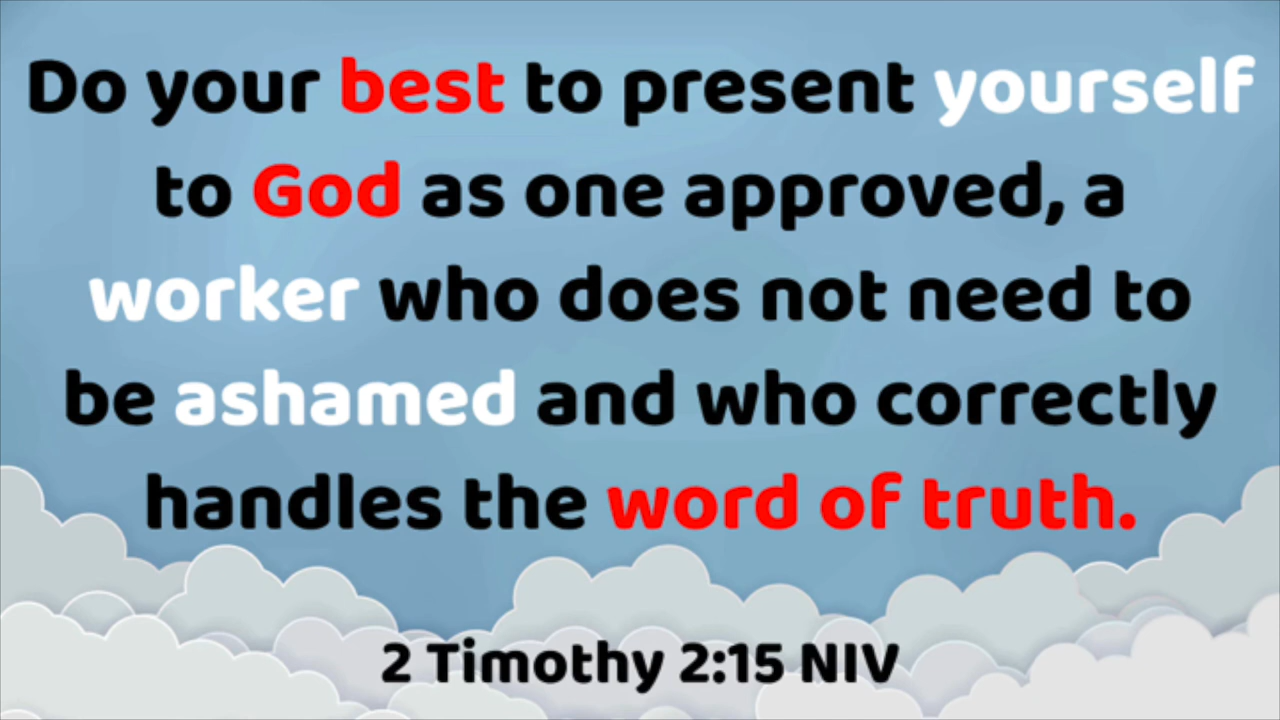 Do your best to present yourself
to God as one approved, a
worker who does not need to
be ashamed and who correctly
handles the word of truth.
2 Timothy 2:15 NIV